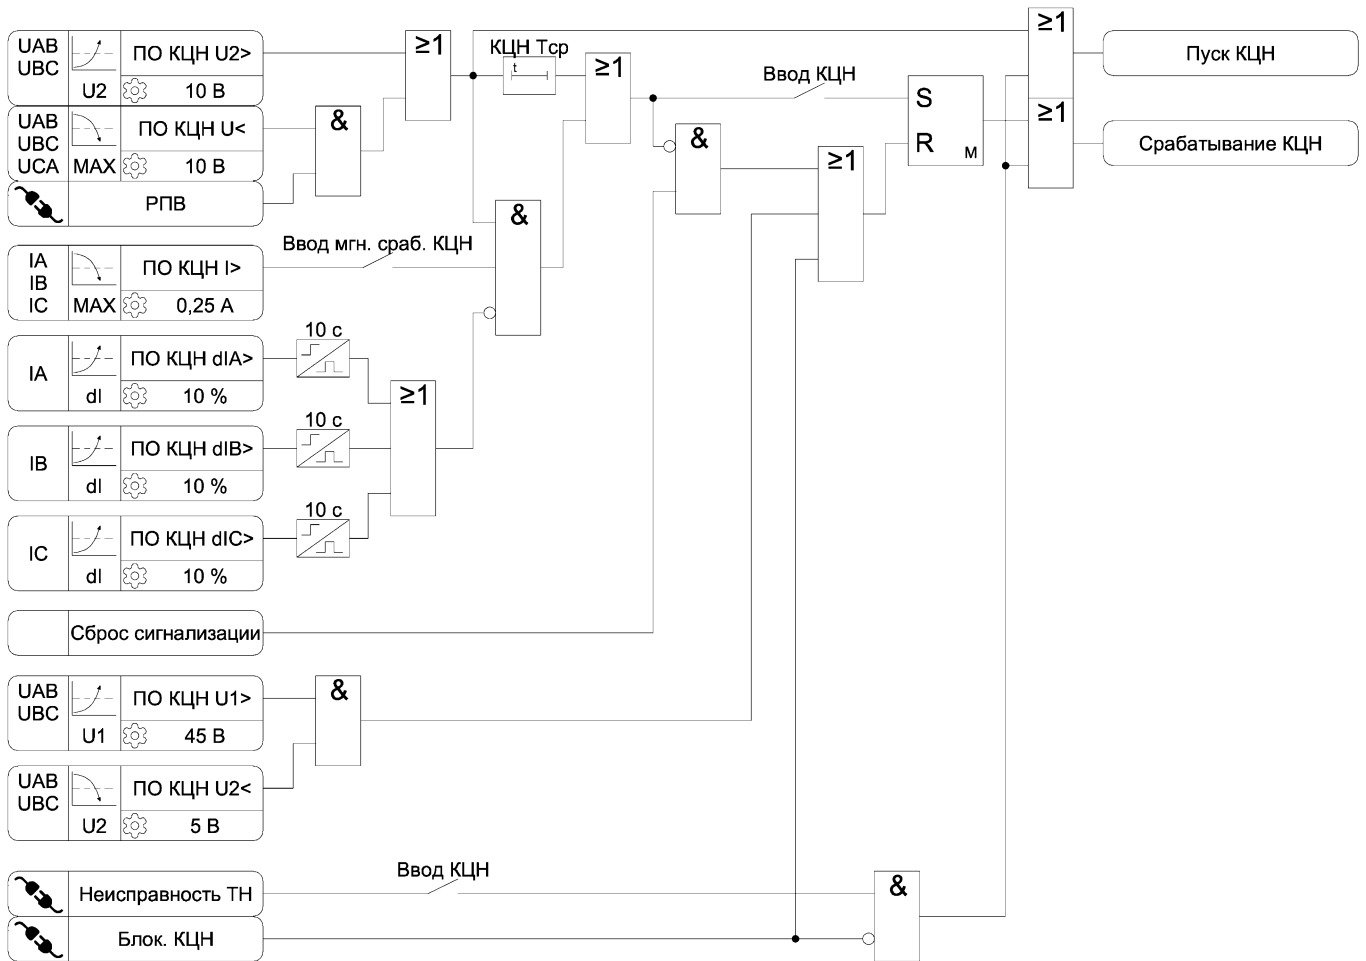 UAB
UBC
ПО КЦН U2>
U2
10 В
UAB
UBC
UCA
ПО КЦН U<
MAX
10 В
РПВ
IA
IB
IC
ПО КЦН I>
MAX
0,25 А
IA
ПО КЦН dIA>
dI
10 %
IB
ПО КЦН dIB>
dI
10 %
IC
ПО КЦН dIC>
dI
10 %
Сброс сигнализации
UAB
UBC
ПО КЦН U1>
U1
45 В
UAB
UBC
ПО КЦН U2<
U2
5 В
Неисправность ТН
Блок. КЦН
&
≥1
КЦН Тср
t
≥1
Ввод мгн. сраб. КЦН
&
10 с
10 с
10 с
≥1
&
Ввод КЦН
&
≥1
Ввод КЦН
S
R
М
&
≥1
≥1
Пуск КЦН
Срабатывание КЦН